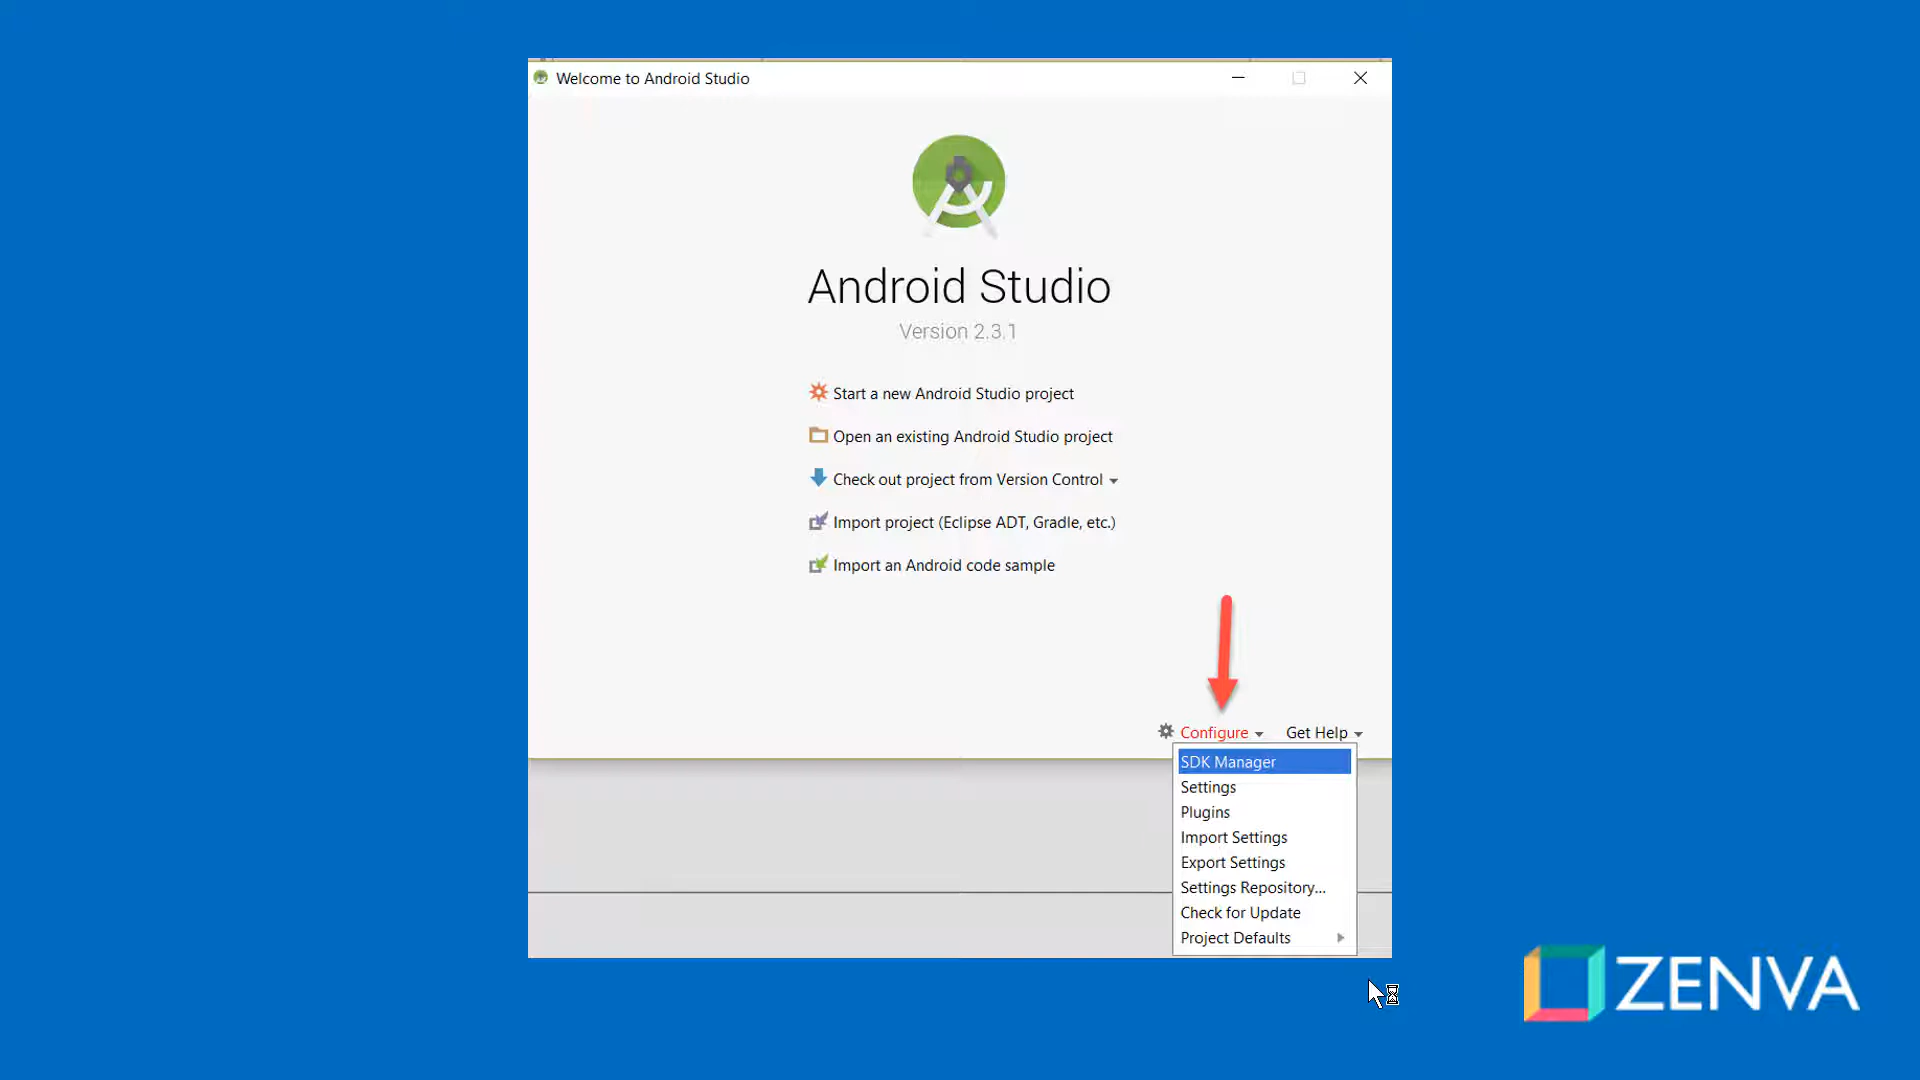 Welcome to Android Studio
Android Studio
Version 2.3.1
Start a new Android Studio project
Open an existing Android Studio project
Check out project from Version Control
Import project (Eclipse ADT, Gradle, etc.)
Import an Android code sample
Configure Get Help
SDK Manager
Settings
Plugins
Import Settings
Export Settings
Settings Repository...
Check for Update
Project Defaults
ZENVA